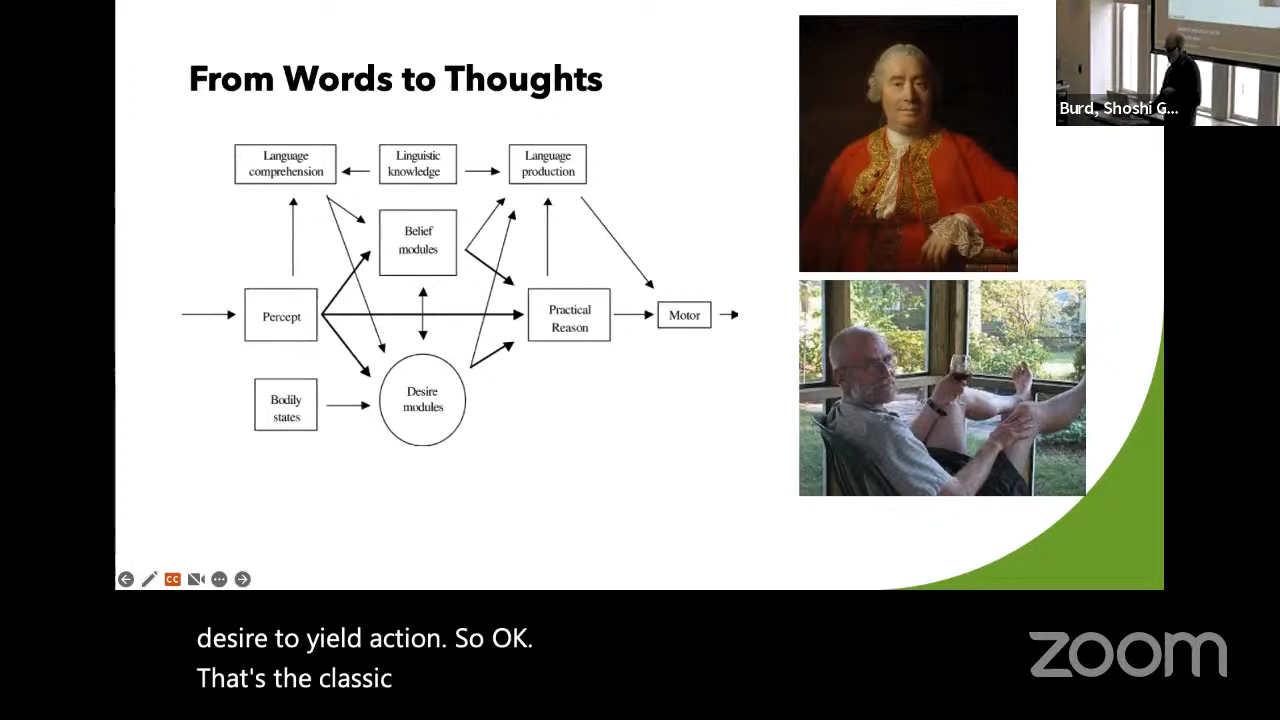 From Words to Thoughts
Language
comprehension
Linguistic
knowledge
Language
production
Belief
modules
Percept
Practical
Reason
Motor
Bodily
states
Desire
modules
Burd, Shoshi G...
CC
desire to yield action. So OK.
That's the classic
zoom